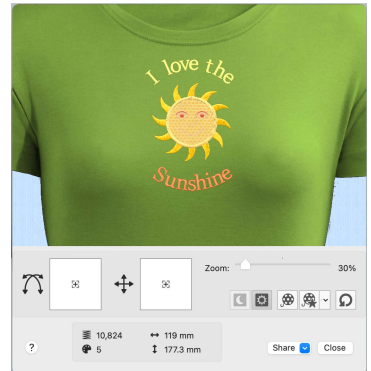 I love the
Sunshine
Zoom:
30%
10,824
119 mm
5
177.3 mm
?
Share
Close